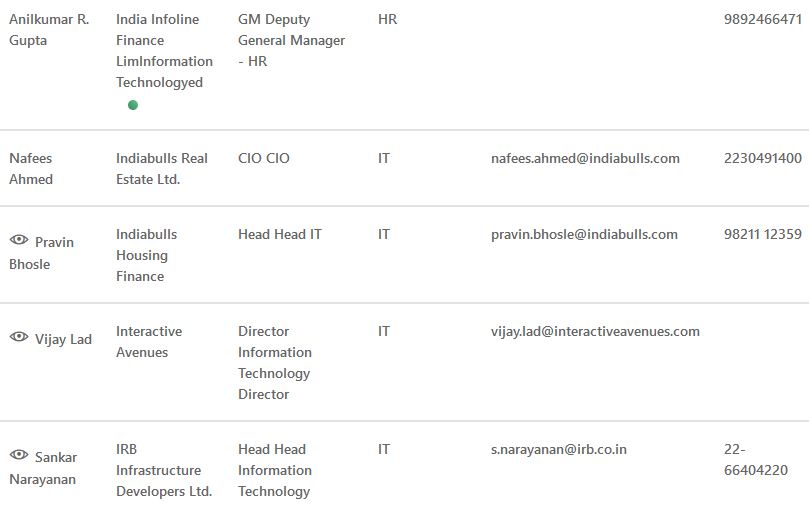 Anilkumar R.
Gupta
India Infoline
Finance
LimInformation
Technologyed
GM Deputy
General Manager
- HR
HR
9892466471
Nafees
Ahmed
Indiabulls Real
Estate Ltd.
CIO CIO
IT
nafees.ahmed@indiabulls.com
2230491400
Pravin
Bhosle
Indiabulls
Housing
Finance
Head Head IT
IT
pravin.bhosle@indiabulls.com
98211 12359
Vijay Lad
Interactive
Avenues
Director
Information
Technology
Director
IT
vijay.lad@interactiveavenues.com
Sankar
Narayanan
IRB
Infrastructure
Developers Ltd.
Head Head
Information
Technology
IT
s.narayanan@irb.co.in
22-
66404220